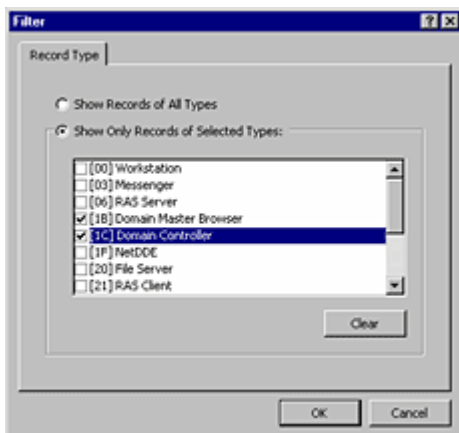 Filter
Record Type
Show Records of All Types
Show Only Records of Selected Types:
[00] Workstation
[03] Messenger
[06] RAS Server
[1B] Domain Master Browser
[1C] Domain Controller
[1F] NetDDE
[20] File Server
[21] RAS Client
Clear
OK
Cancel